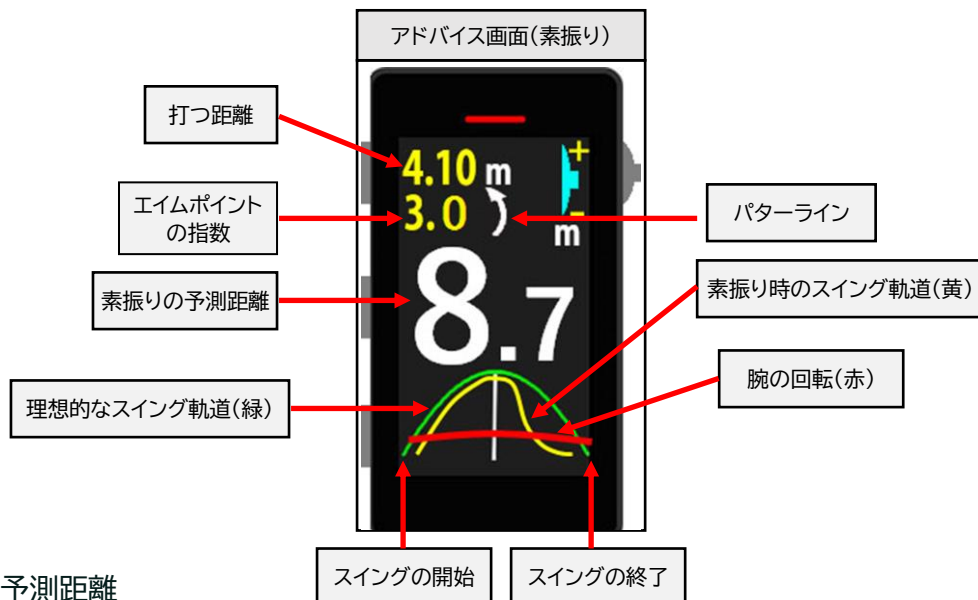 アドバイス画面(素振り)
打つ距離
4.10 m
+
エイムポイント
の指数
3.0
-
m
パターライン
素振りの予測距離
8.7
素振り時のスイング軌道(黄)
腕の回転(赤)
理想的なスイング軌道(緑)
スイングの開始
スイングの終了
予測距離